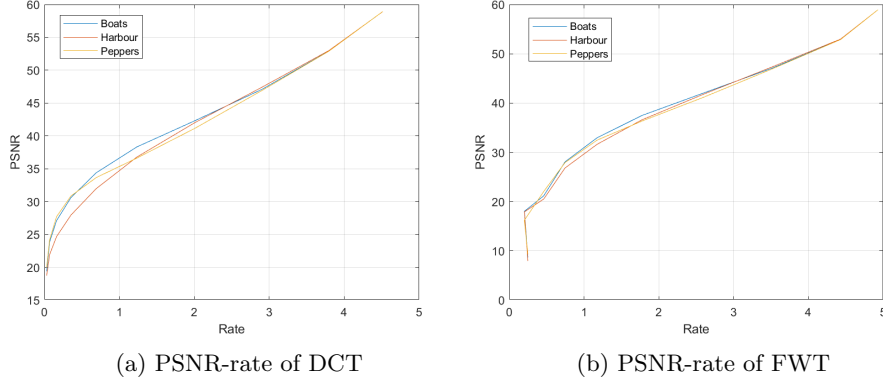 60
55
50
45
40
35
30
25
20
15
PSNR
Boats
Harbour
Peppers
0
1
2
3
4
5
Rate
(a) PSNR-rate of DCT
60
50
40
30
20
10
0
PSNR
Boats
Harbour
Peppers
0
1
2
3
4
5
Rate
(b) PSNR-rate of FWT